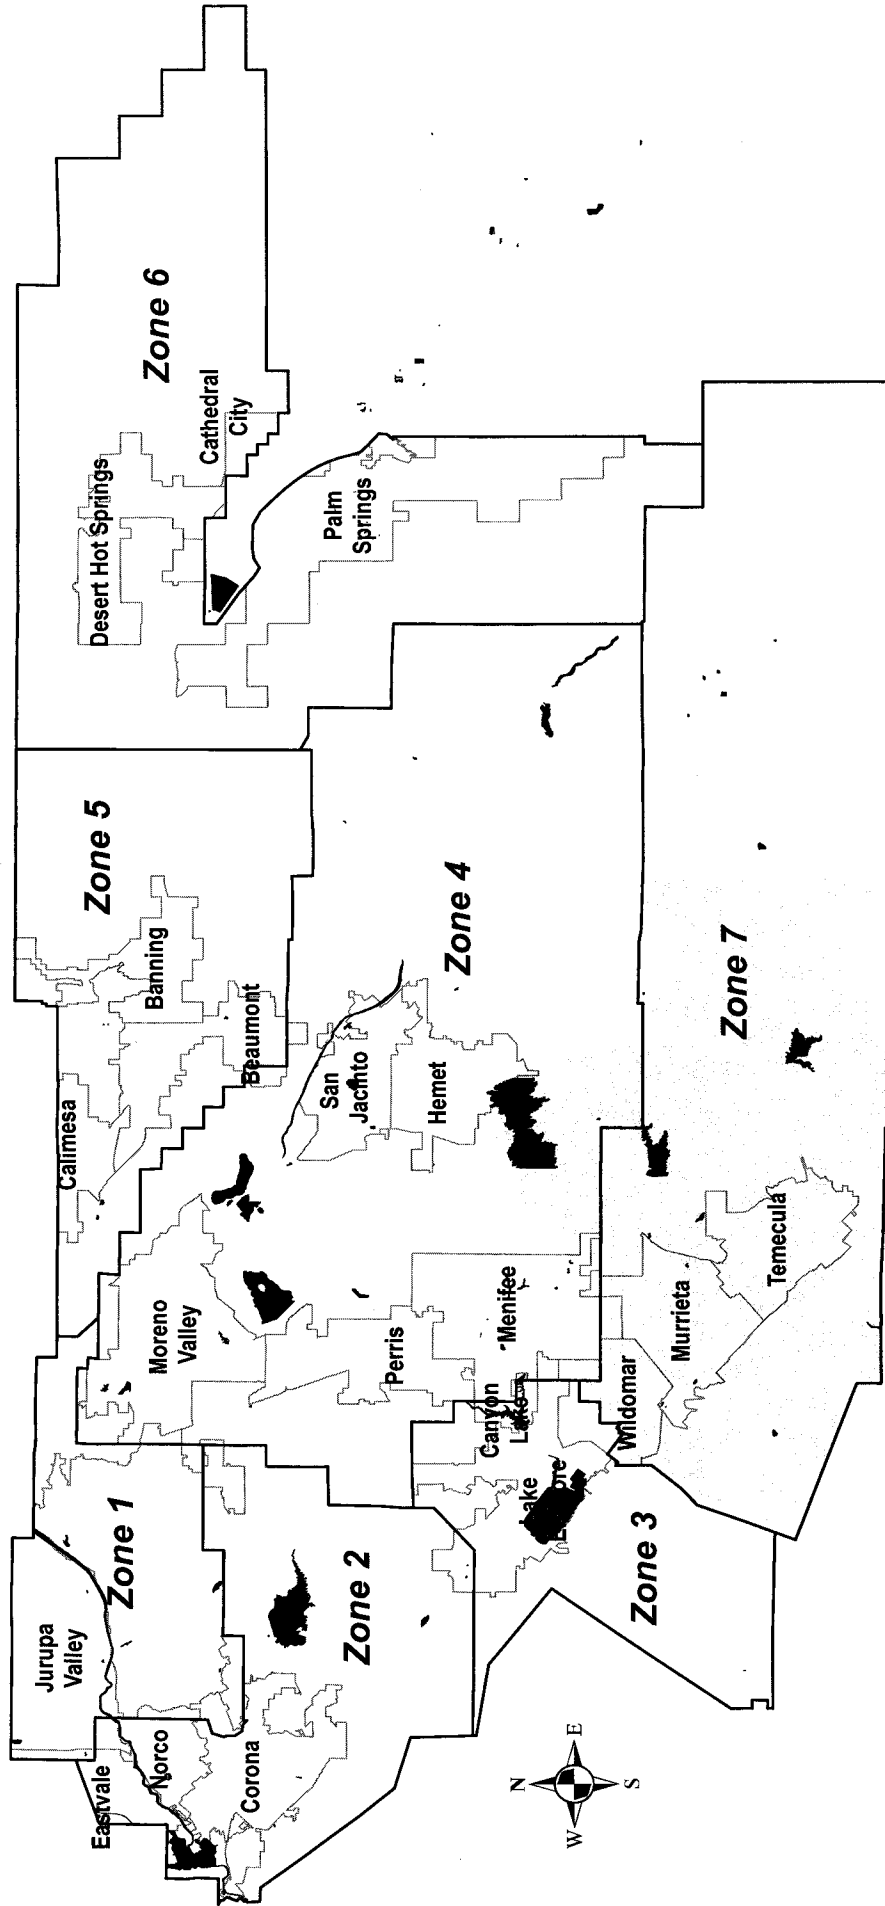 Zone 6
Desert Hot Springs
Cathedral
City
Palm
Springs
Zone 5
Banning
Beaumont
Calimesa
Zone 4
San
Jacinto
Hemet
Zone 7
Moreno
Valley
Perris
Menifee
Canyon
Lake
Wildomar
Murrieta
Temecula
Zone 1
Jurupa
Valley
Zone 2
Lake
Zone 3
Eastvale
Norco
Corona
N
E
S
W